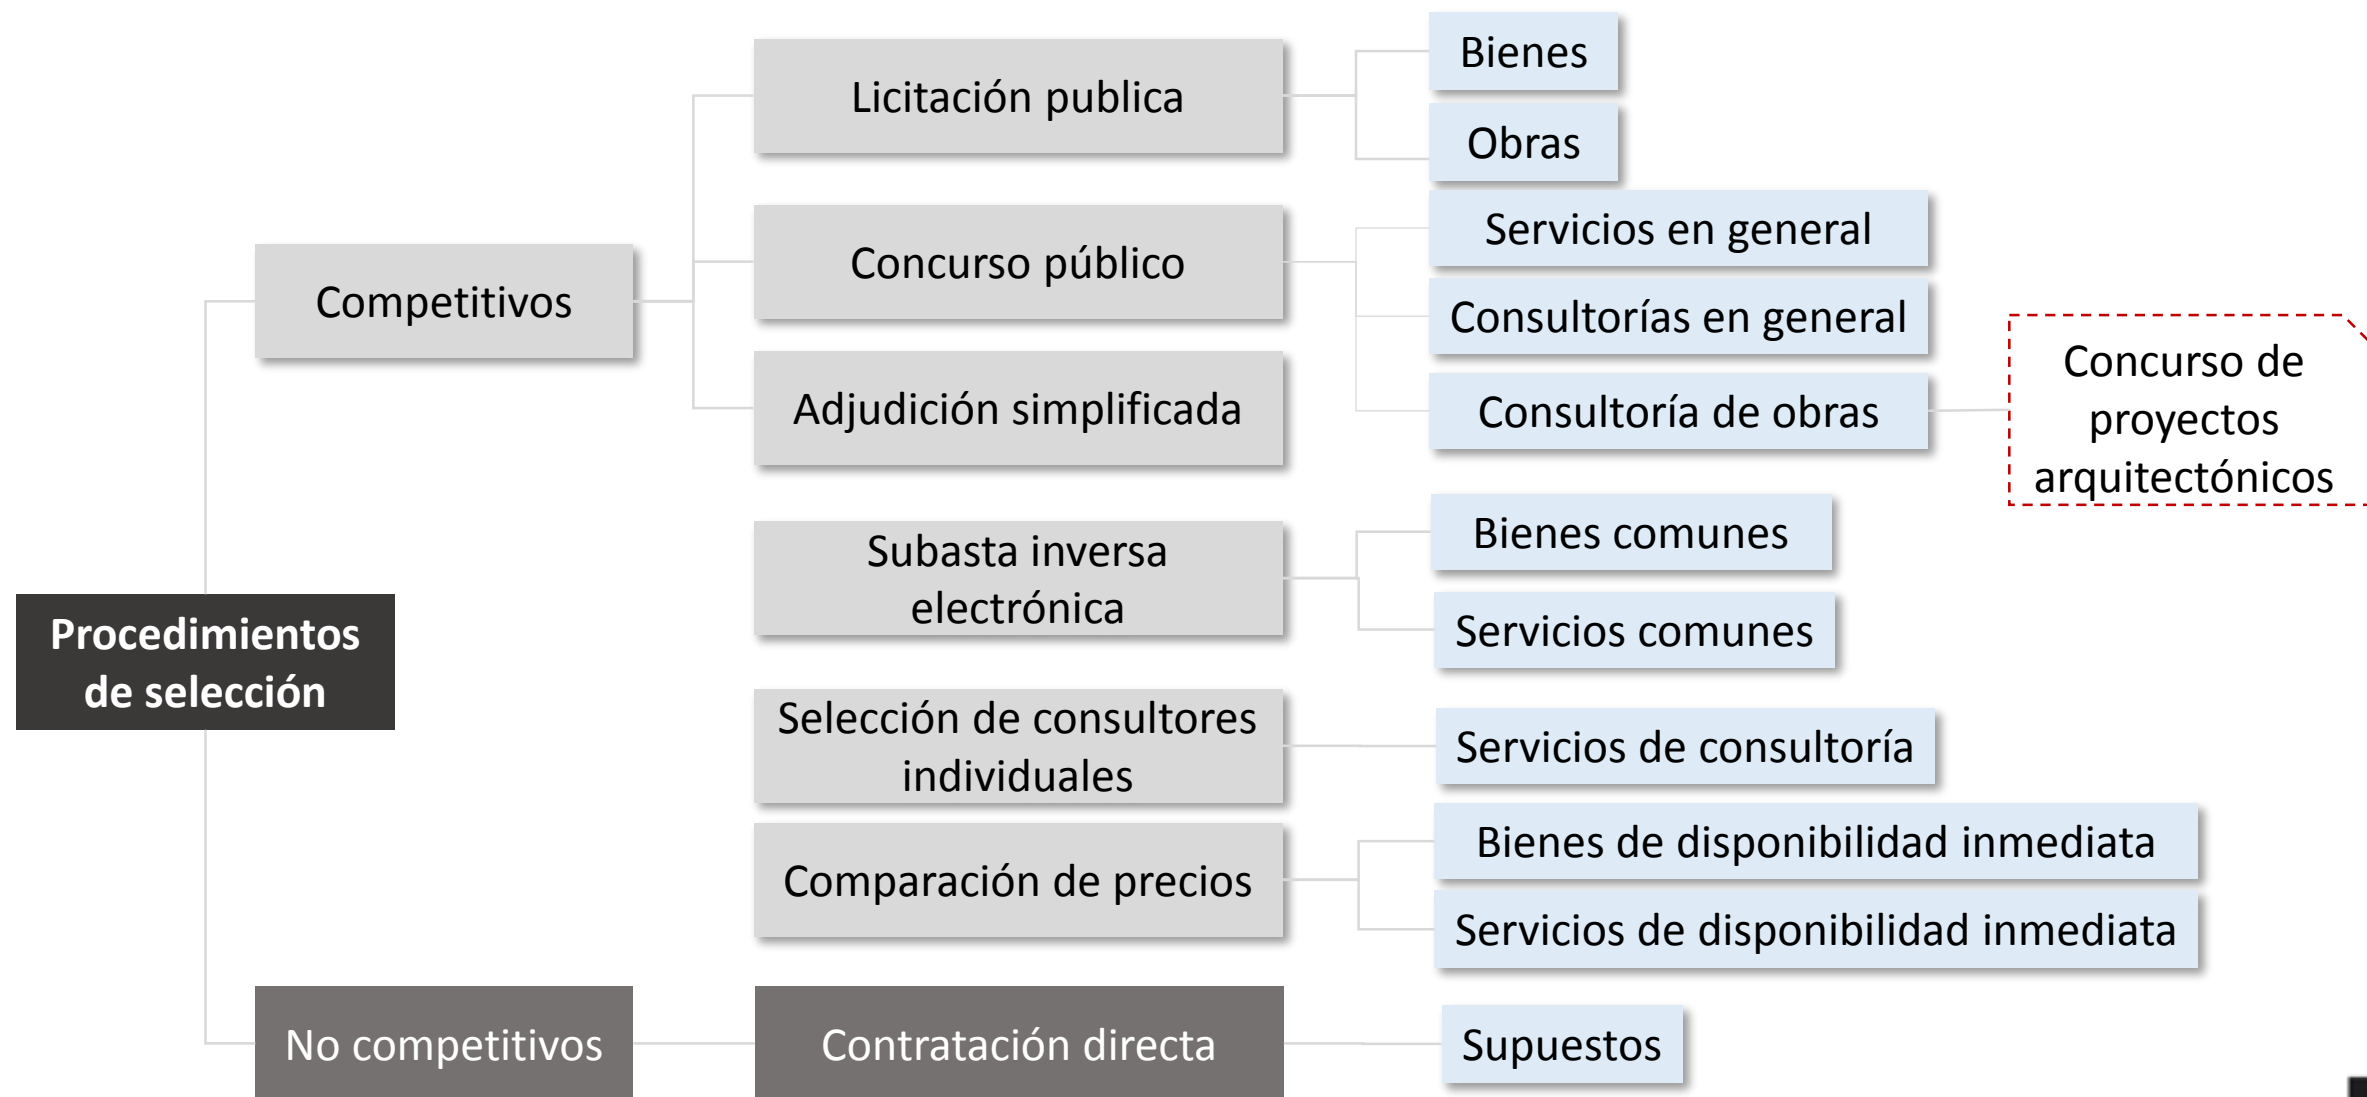 Procedimientos
de selección
Competitivos
Licitación publica
Bienes
Obras
Concurso público
Servicios en general
Consultorías en general
Consultoría de obras
Concurso de
proyectos
arquitectónicos
Adjudición simplificada
Subasta inversa
electrónica
Bienes comunes
Servicios comunes
Selección de consultores
individuales
Servicios de consultoría
Comparación de precios
Bienes de disponibilidad inmediata
Servicios de disponibilidad inmediata
No competitivos
Contratación directa
Supuestos